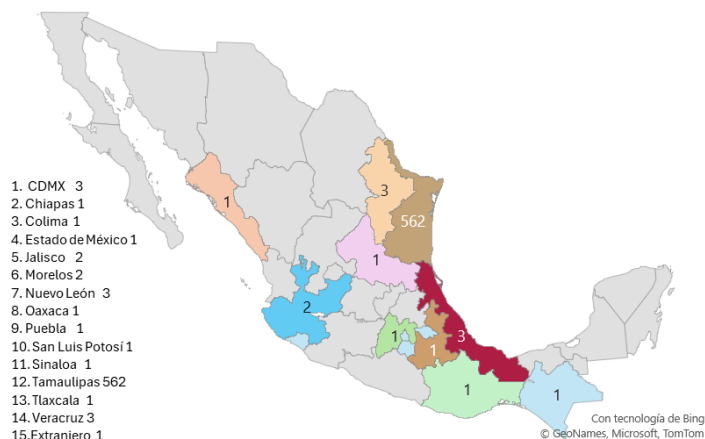 1. CDMX 3
2. Chiapas 1
3. Colima 1
4. Estado de México 1
5. Jalisco 2
6. Morelos 2
7. Nuevo León 3
8. Oaxaca 1
9. Puebla 1
10. San Luis Potosí 1
11. Sinaloa 1
12. Tamaulipas 562
13. Tlaxcala 1
14. Veracruz 3
15. Extranjero 1
1
3
562
1
2
1
1
3
1
1
Con tecnología de Bing
© GeoNames, Microsoft, TomTom